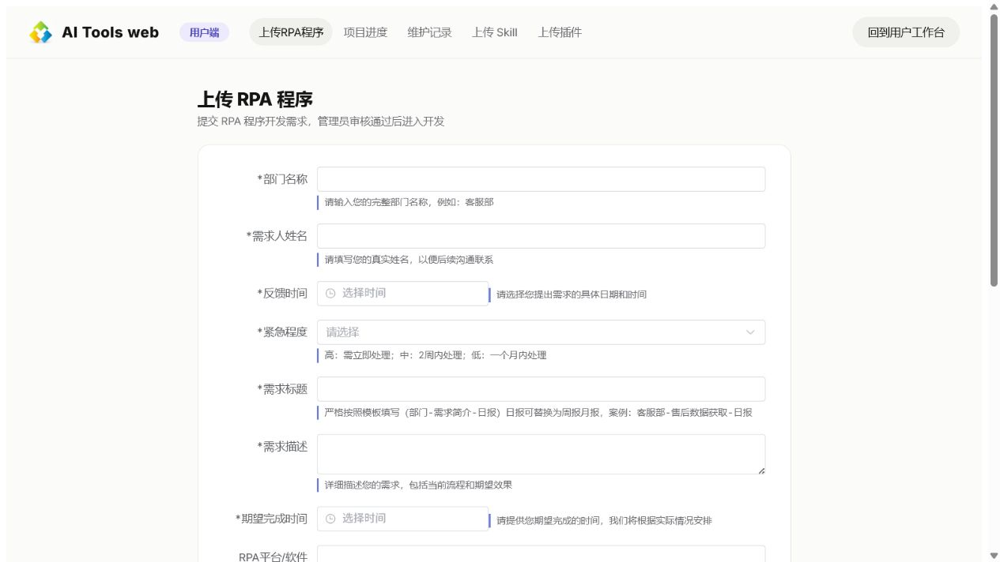 AI Tools web 用户端 上传RPA程序 项目进度 维护记录 上传 Skill 上传插件 回到用户工作台
上传 RPA 程序
提交 RPA 程序开发需求，管理员审核通过后进入开发
*部门名称
请输入您的完整部门名称，例如：客服部
*需求人姓名
请填写您的真实姓名，以便后续沟通联系
*反馈时间 选择时间 请选择您提出需求的具体日期和时间
*紧急程度 请选择
高：需立即处理；中：2周内处理；低：一个月内处理
*需求标题
严格按照模板填写（部门-需求简介-日报）日报可替换为周报月报，案例：客服部-售后数据获取-日报
*需求描述
详细描述您的需求，包括当前流程和期望效果
*期望完成时间 选择时间 请提供您期望完成的时间，我们将根据实际情况安排
RPA平台/软件